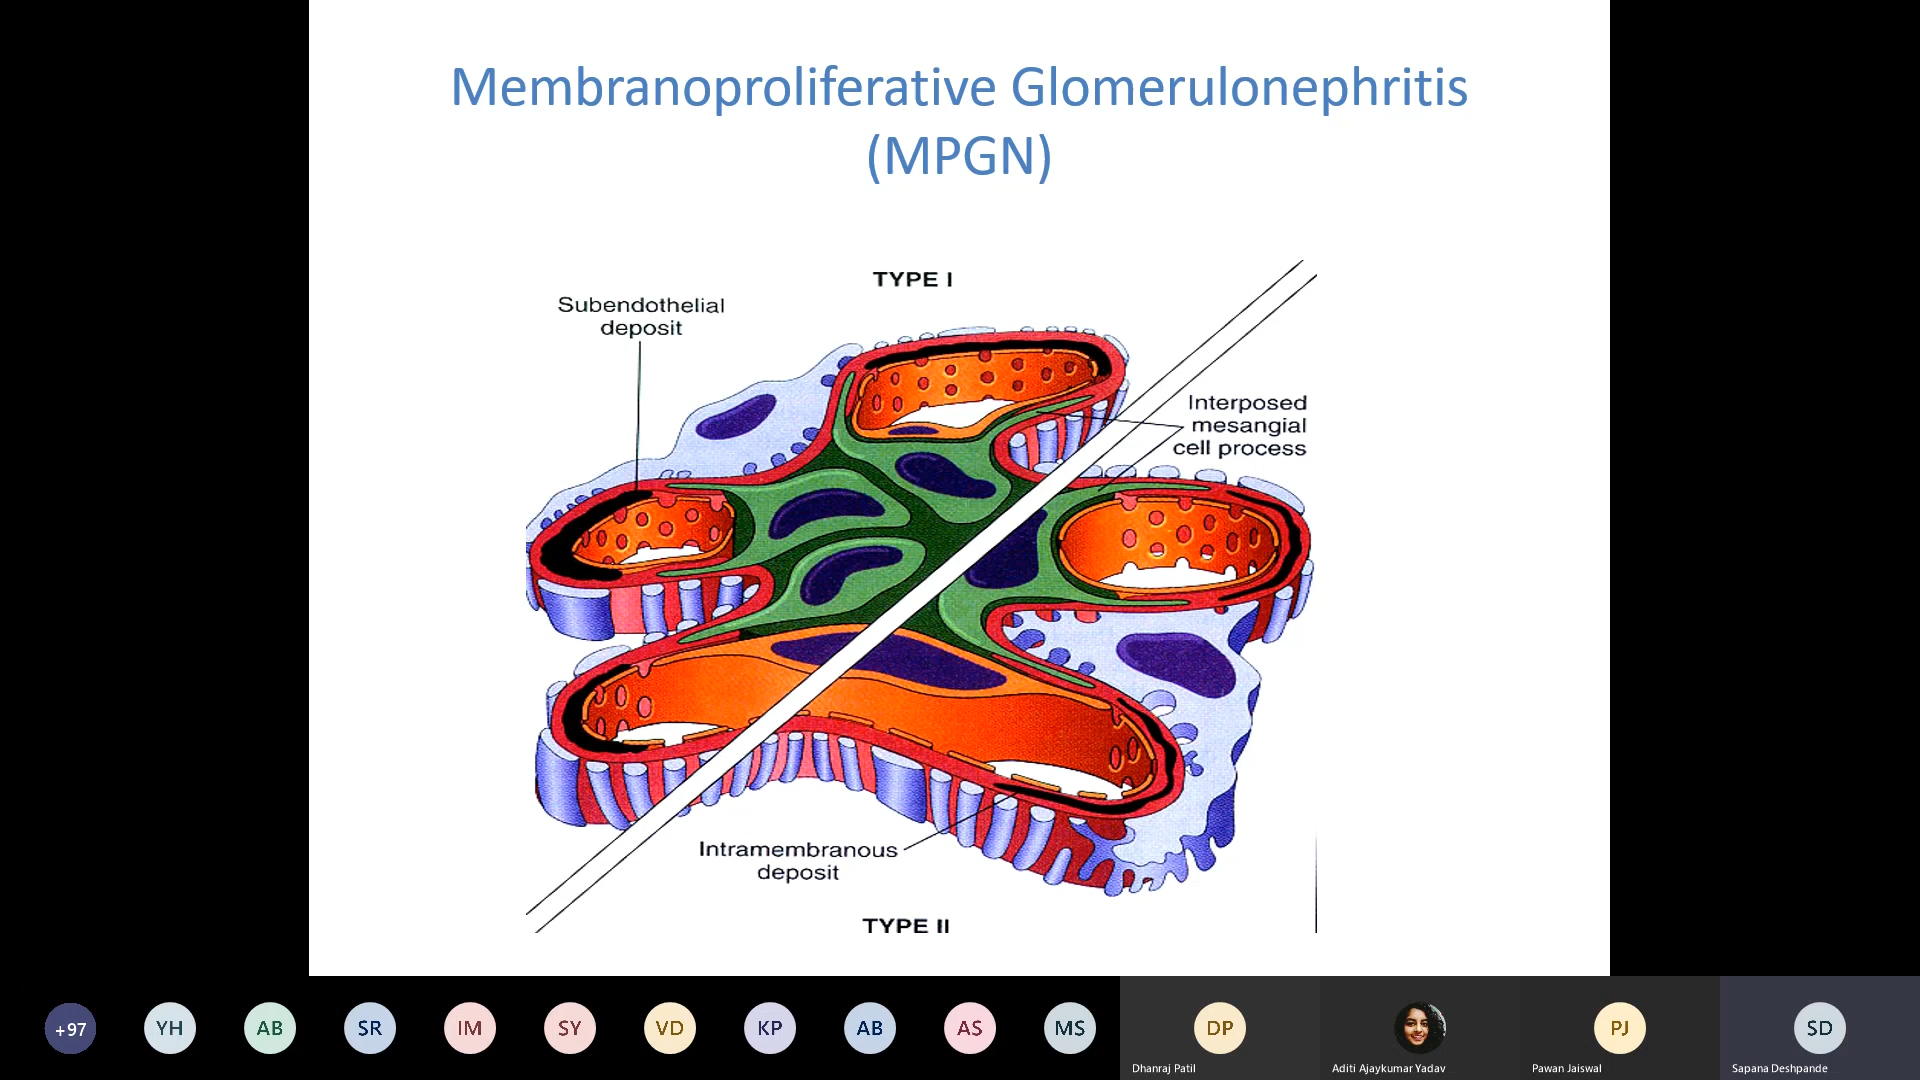 Membranoproliferative Glomerulonephritis
(MPGN)
TYPE I
Subendothelial
deposit
Interposed
mesangial
cell process
Intramembranous
deposit
TYPE II
+97
YH
AB
SR
IM
SY
VD
KP
AB
AS
MS
DP
PJ
SD
Dhanraj Patil
Aditi Ajaykumar Yadav
Pawan Jaiswal
Sapana Deshpande